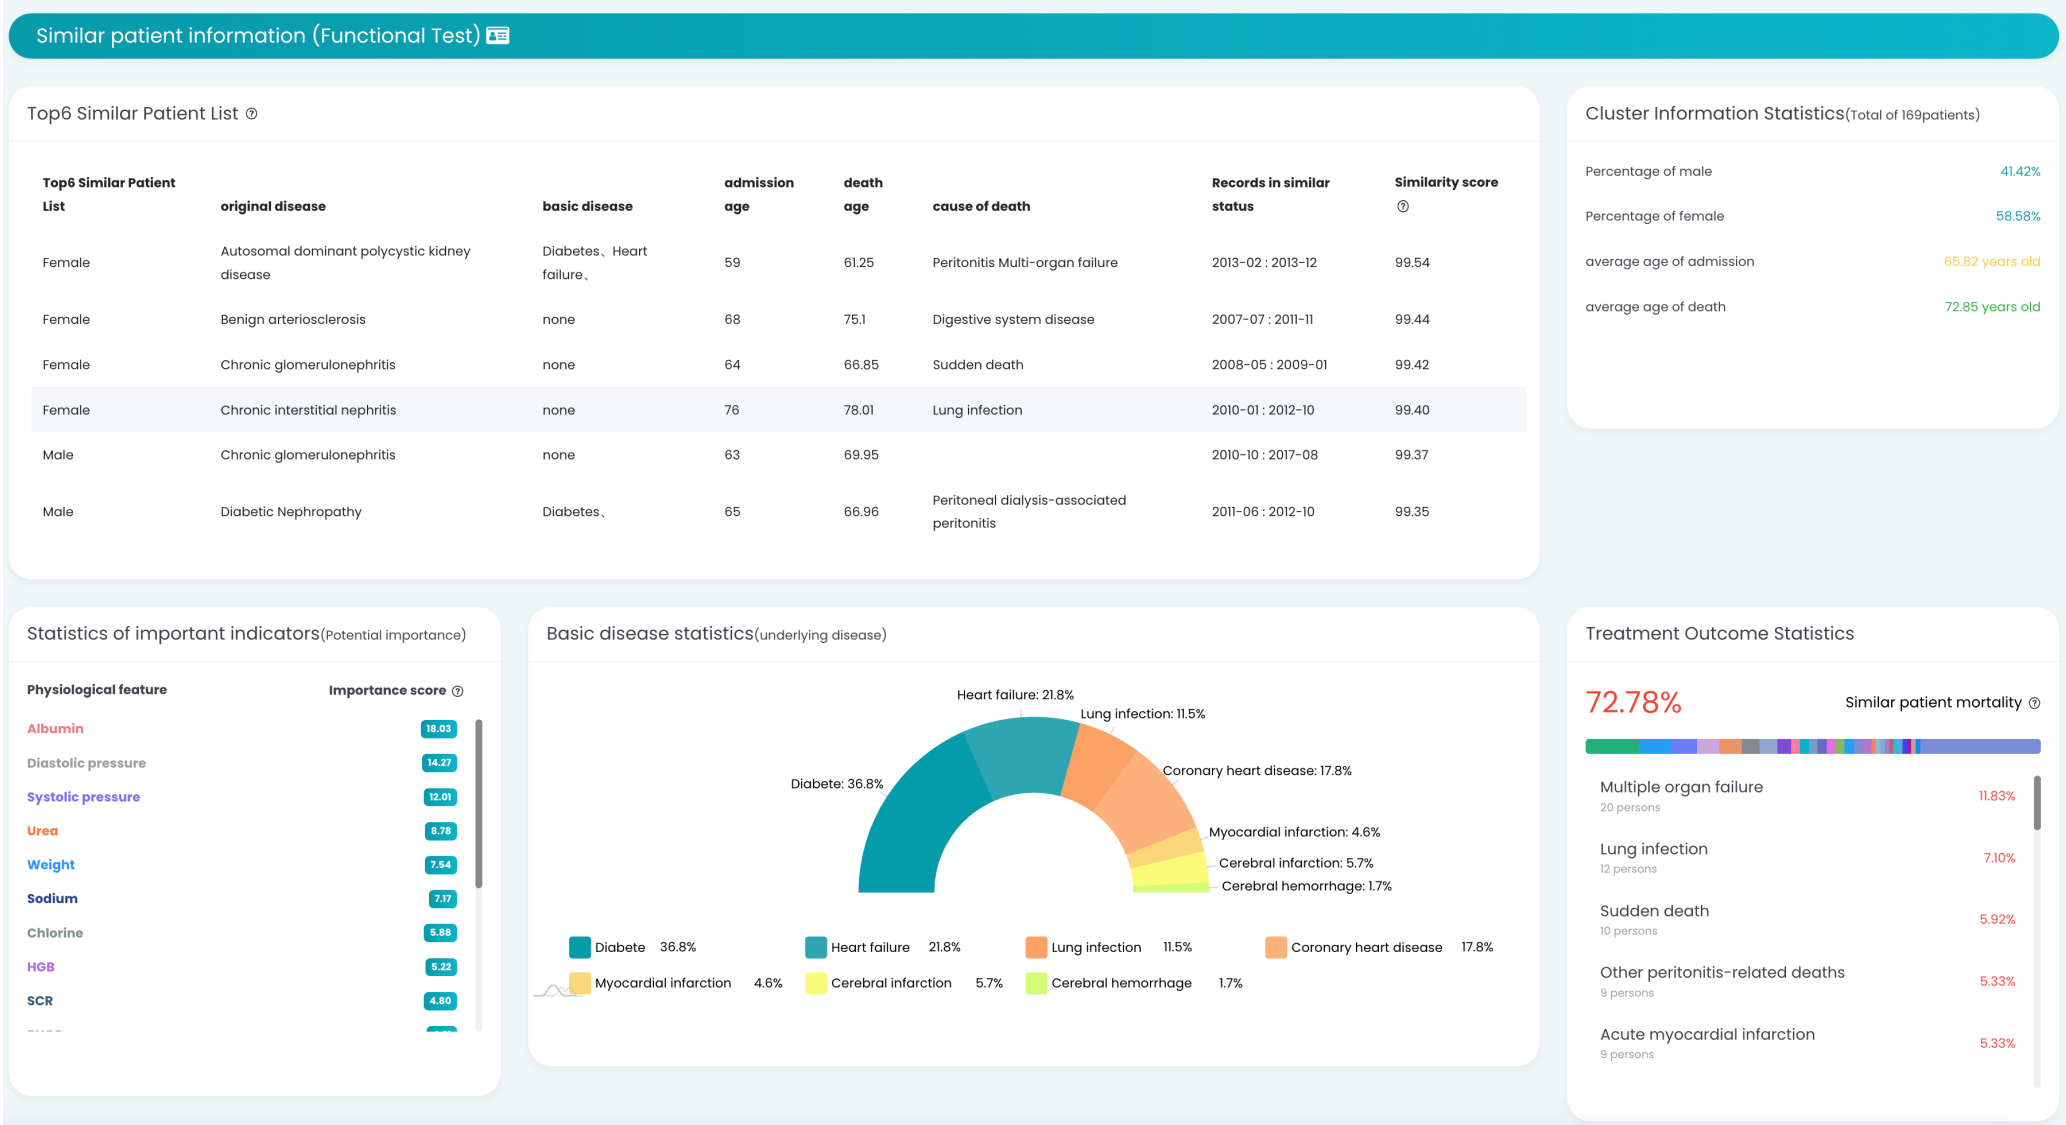 Similar patient information (Functional Test)
Top6 Similar Patient List
Top6 Similar Patient List
original disease
basic disease
admission age
death age
cause of death
Records in similar status
Similarity score
Female
Autosomal dominant polycystic kidney disease
Diabetes、Heart failure、
59
61.25
Peritonitis Multi-organ failure
2013-02 : 2013-12
99.54
Female
Benign arteriosclerosis
none
68
75.1
Digestive system disease
2007-07 : 2011-11
99.44
Female
Chronic glomerulonephritis
none
64
66.85
Sudden death
2008-05 : 2009-01
99.42
Female
Chronic interstitial nephritis
none
76
78.01
Lung infection
2010-01 : 2012-10
99.40
Male
Chronic glomerulonephritis
none
63
69.95
2010-10 : 2017-08
99.37
Male
Diabetic Nephropathy
Diabetes、
65
66.96
Peritoneal dialysis-associated peritonitis
2011-06 : 2012-10
99.35
Cluster Information Statistics(Total of 169patients)
Percentage of male 41.42%
Percentage of female 58.58%
average age of admission 65.82 years old
average age of death 72.85 years old
Statistics of important indicators(Potential importance)
Physiological feature Importance score
Albumin 18.03
Diastolic pressure 14.27
Systolic pressure 12.01
Urea 8.78
Weight 7.54
Sodium 7.17
Chlorine 5.88
HGB 5.22
SCR 4.80
Basic disease statistics(underlying disease)
Heart failure: 21.8%
Lung infection: 11.5%
Coronary heart disease: 17.8%
Diabete: 36.8%
Myocardial infarction: 4.6%
Cerebral infarction: 5.7%
Cerebral hemorrhage: 1.7%
Diabete 36.8%
Heart failure 21.8%
Lung infection 11.5%
Coronary heart disease 17.8%
Myocardial infarction 4.6%
Cerebral infarction 5.7%
Cerebral hemorrhage 1.7%
Treatment Outcome Statistics
72.78% Similar patient mortality
Multiple organ failure
20 persons
11.83%
Lung infection
12 persons
7.10%
Sudden death
10 persons
5.92%
Other peritonitis-related deaths
9 persons
5.33%
Acute myocardial infarction
9 persons
5.33%